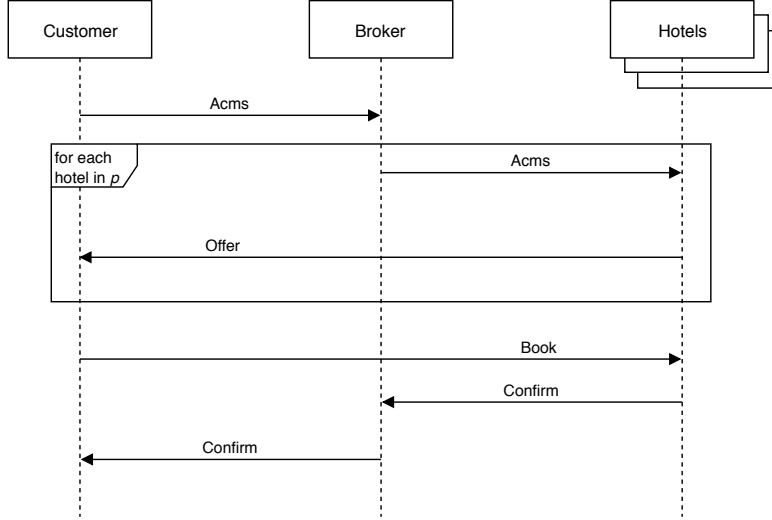 Customer
Broker
Hotels
Acms
for each
hotel in p
Acms
Offer
Book
Confirm
Confirm